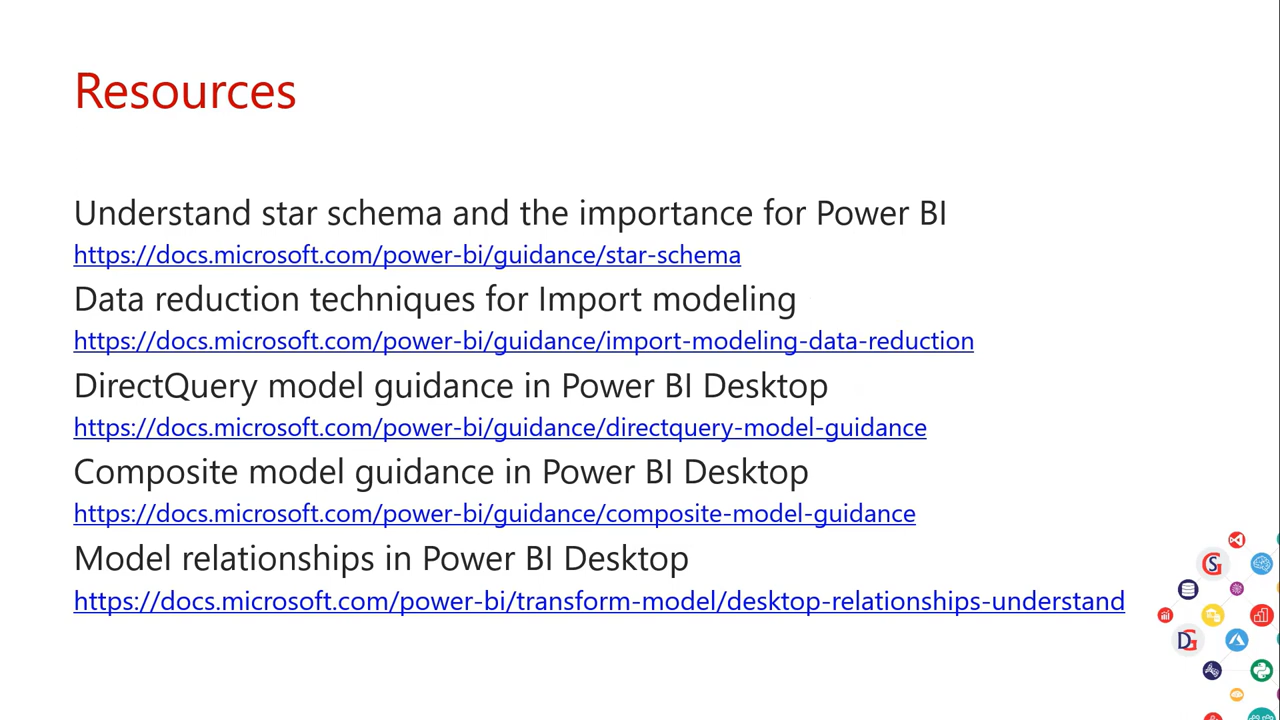 Resources
Understand star schema and the importance for Power BI
https://docs.microsoft.com/power-bi/guidance/star-schema
Data reduction techniques for Import modeling
https://docs.microsoft.com/power-bi/guidance/import-modeling-data-reduction
DirectQuery model guidance in Power BI Desktop
https://docs.microsoft.com/power-bi/guidance/directquery-model-guidance
Composite model guidance in Power BI Desktop
https://docs.microsoft.com/power-bi/guidance/composite-model-guidance
Model relationships in Power BI Desktop
https://docs.microsoft.com/power-bi/transform-model/desktop-relationships-understand
SG
DG